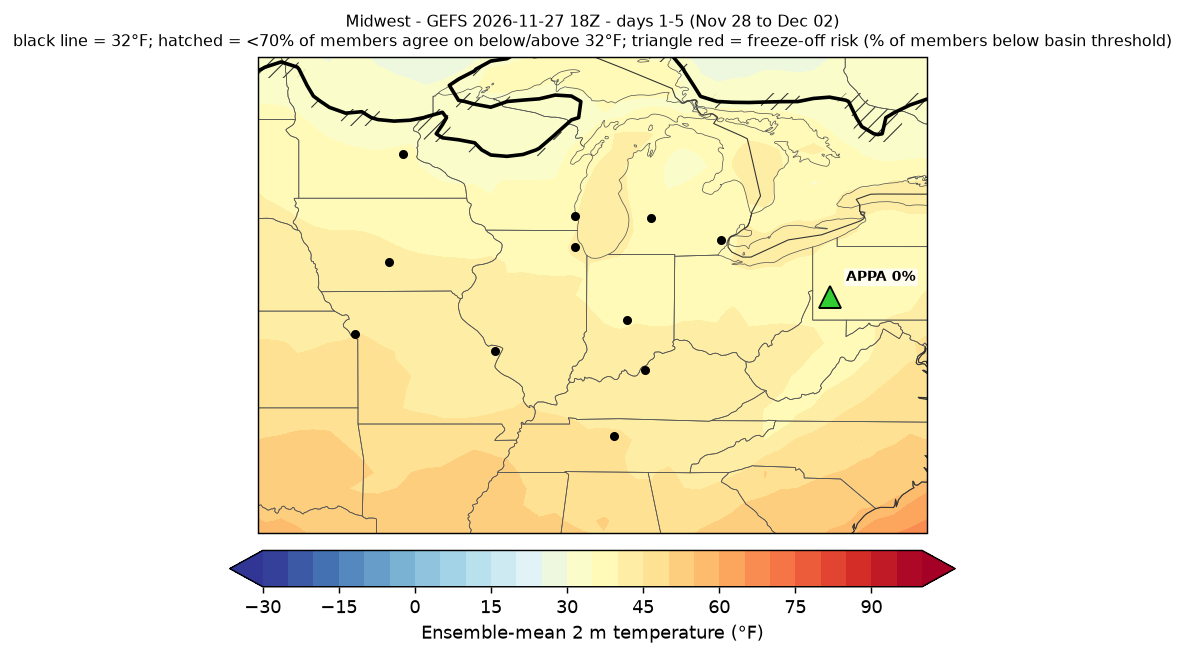 Midwest - GEFS 2026-11-27 18Z - days 1-5 (Nov 28 to Dec 02)
black line = 32°F; hatched = <70% of members agree on below/above 32°F; triangle red = freeze-off risk (% of members below basin threshold)
APPA 0%
−30 −15 0 15 30 45 60 75 90
Ensemble-mean 2 m temperature (°F)